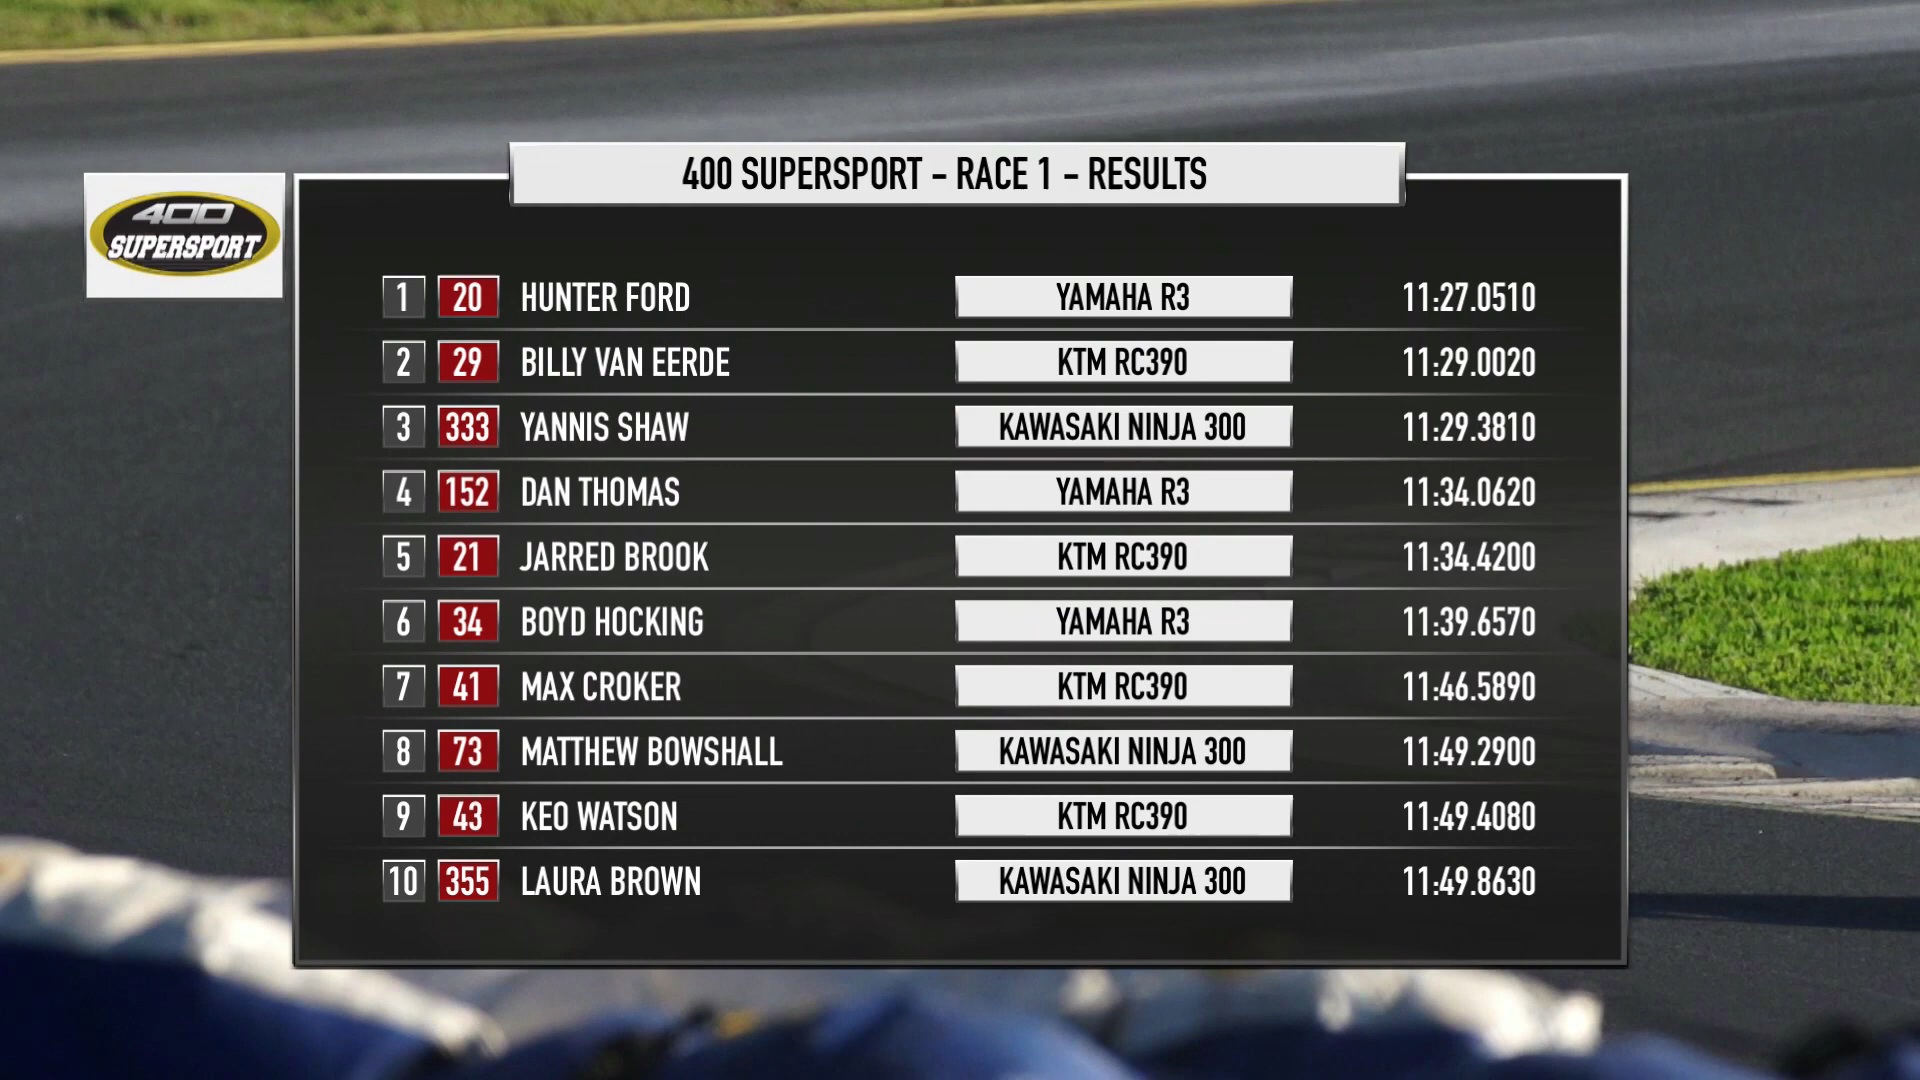 400 SUPERSPORT - RACE 1 - RESULTS
400
SUPERSPORT
1 20 HUNTER FORD YAMAHA R3 11:27.0510
2 29 BILLY VAN EERDE KTM RC390 11:29.0020
3 333 YANNIS SHAW KAWASAKI NINJA 300 11:29.3810
4 152 DAN THOMAS YAMAHA R3 11:34.0620
5 21 JARRED BROOK KTM RC390 11:34.4200
6 34 BOYD HOCKING YAMAHA R3 11:39.6570
7 41 MAX CROKER KTM RC390 11:46.5890
8 73 MATTHEW BOWSHALL KAWASAKI NINJA 300 11:49.2900
9 43 KEO WATSON KTM RC390 11:49.4080
10 355 LAURA BROWN KAWASAKI NINJA 300 11:49.8630